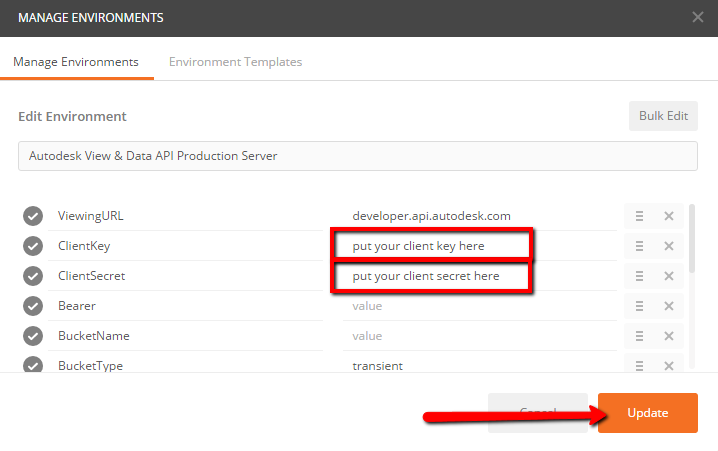 MANAGE ENVIRONMENTS
Manage Environments Environment Templates
Edit Environment Bulk Edit
Autodesk View & Data API Production Server
ViewingURL developer.api.autodesk.com
ClientKey put your client key here
ClientSecret put your client secret here
Bearer value
BucketName value
BucketType transient
Cancel Update